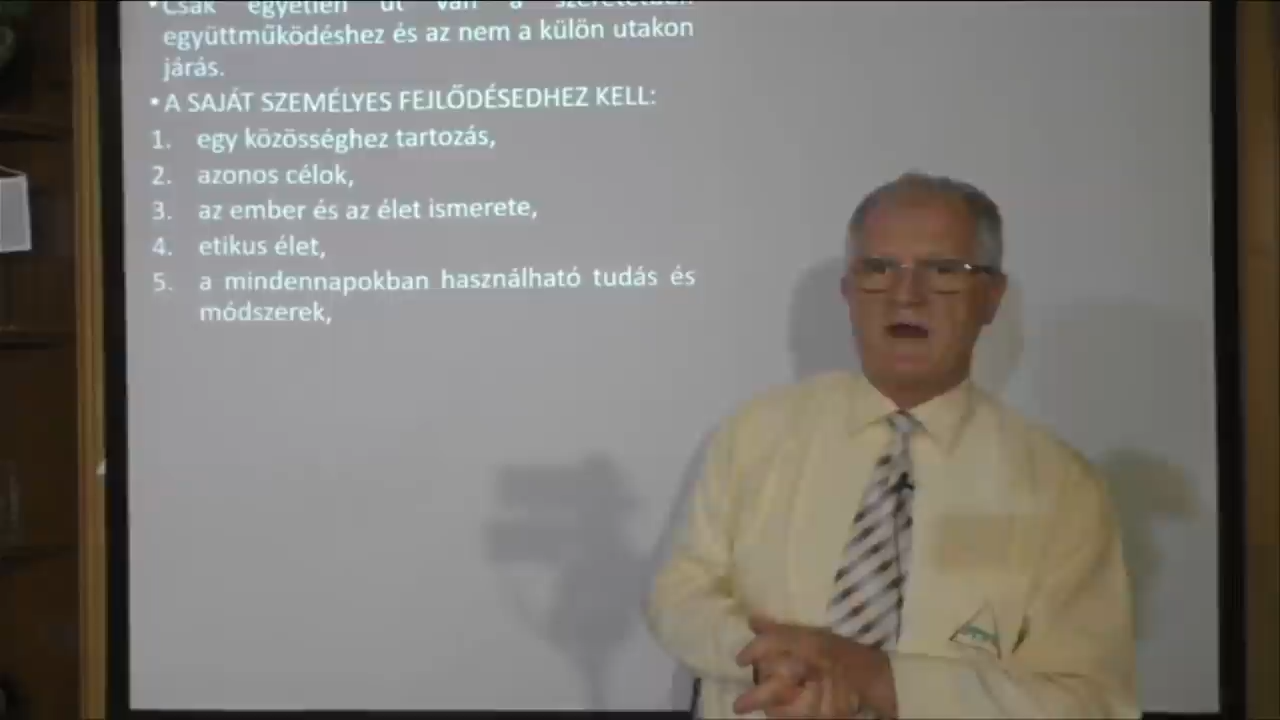 •Csak egyetlen út van a szeretetben
együttműködéshez és az nem a külön utakon
járás.
• A SAJÁT SZEMÉLYES FEJLŐDÉSEDHEZ KELL:
1. egy közösséghez tartozás,
2. azonos célok,
3. az ember és az élet ismerete,
4. etikus élet,
5. a mindennapokban használható tudás és
módszerek,